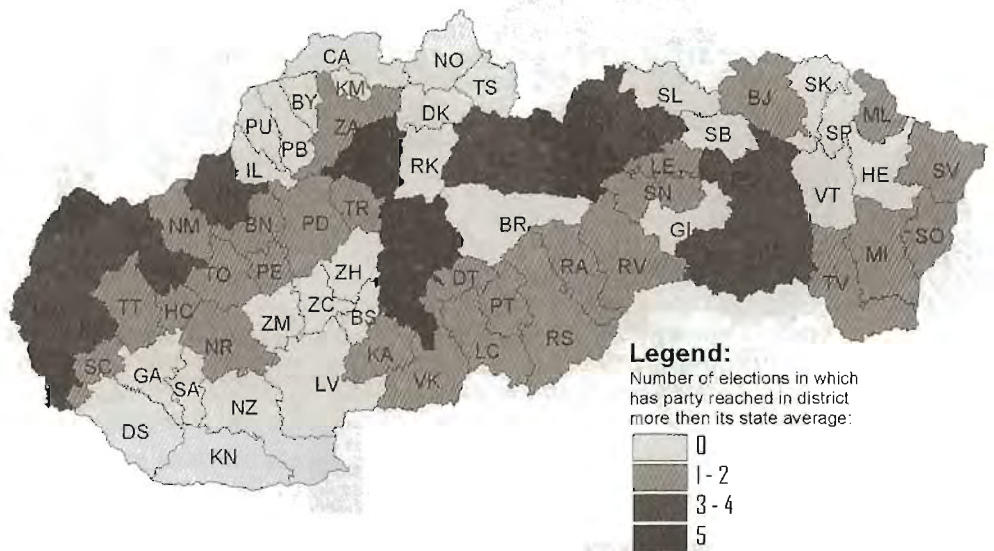 CA
NO
TS
KM
BY
DK
SL
BJ
SK
ML
PU
ZA
SP
PB
SB
IL
RK
LE
HE
SV
SN
VT
NM
BN
PD
TR
BR
GL
SO
TO
PE
ZH
RA
RV
MI
DT
TV
TT
HC
ZC
PT
ZM
BS
NR
KA
LC
RS
SC
GA
SA
LV
VK
NZ
DS
KN
Legend:
Number of elections in which
has party reached in district
more then its state average:
0
1 - 2
3 - 4
5